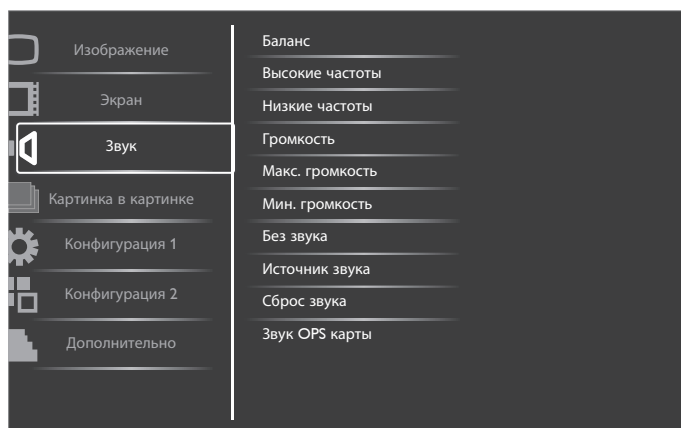 Изображение
Экран
Звук
Картинка в картинке
Конфигурация 1
Конфигурация 2
Дополнительно
Баланс
Высокие частоты
Низкие частоты
Громкость
Макс. громкость
Мин. громкость
Без звука
Источник звука
Сброс звука
Звук OPS карты